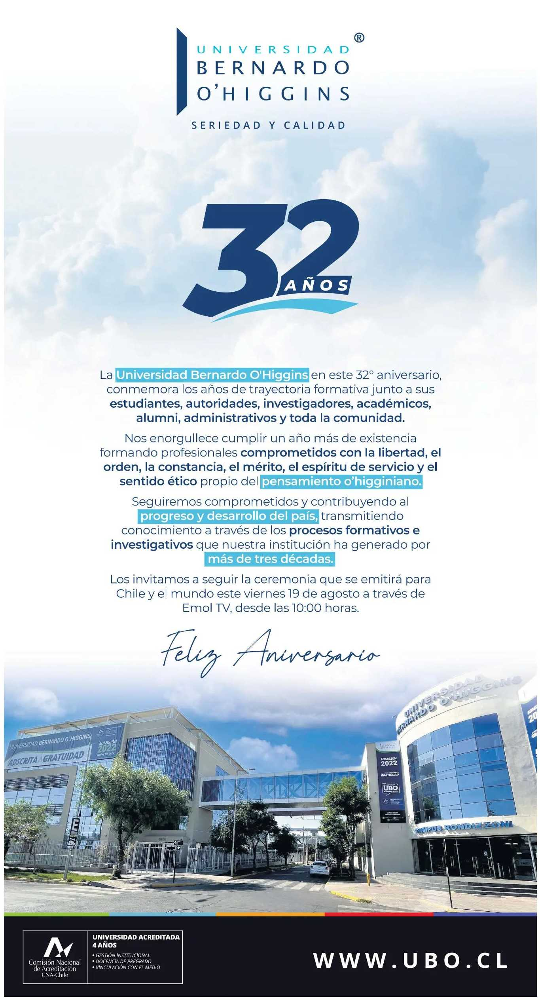 ®
UNIVERSIDAD
BERNARDO
O’HIGGINS
SERIEDAD Y CALIDAD
32
AÑOS
La Universidad Bernardo O'Higgins en este 32° aniversario,
conmemora los años de trayectoria formativa junto a sus
estudiantes, autoridades, investigadores, académicos,
alumni, administrativos y toda la comunidad.
Nos enorgullece cumplir un año más de existencia
formando profesionales comprometidos con la libertad, el
orden, la constancia, el mérito, el espíritu de servicio y el
sentido ético propio del pensamiento o’higginiano.
Seguiremos comprometidos y contribuyendo al
progreso y desarrollo del país, transmitiendo
conocimiento a través de los procesos formativos e
investigativos que nuestra institución ha generado por
más de tres décadas.
Los invitamos a seguir la ceremonia que se emitirá para
Chile y el mundo este viernes 19 de agosto a través de
Emol TV, desde las 10:00 horas.
Feliz Aniversario
UNIVERSIDAD
BERNARDO O'HIGGINS
UNIVERSIDAD BERNARDO O'HIGGINS
ADSCRITA A GRATUIDAD
ADMISIÓN
2022
WWW.UBO.CL
BERNARDO
O'HIGGINS
ADMISIÓN
2022
GRATUIDAD
UBO
CAMPUS RONDIZZONI
E
Comisión Nacional
de Acreditación
CNA-Chile
UNIVERSIDAD ACREDITADA
4 AÑOS
• GESTIÓN INSTITUCIONAL
• DOCENCIA DE PREGRADO
• VINCULACIÓN CON EL MEDIO
WWW.UBO.CL